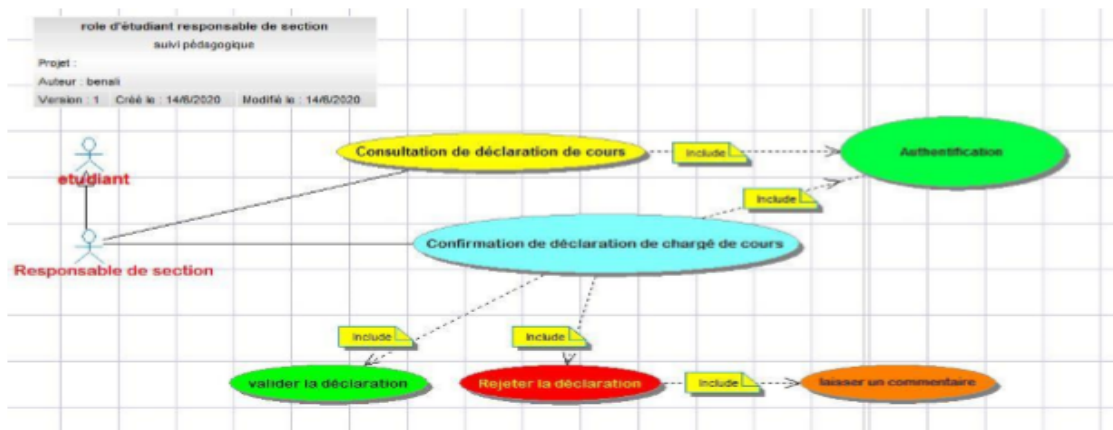 role d'étudiant responsable de section
suivi pédagogique
Projet :
Auteur : benali
Version : 1 Créé le : 14/6/2020 Modifié le : 14/6/2020
Consultation de déclaration de cours
Include
Authentification
etudiant
Include
Confirmation de déclaration de chargé de cours
Responsable de section
Include
Include
valider la déclaration
Rejeter la déclaration
Include
laisser un commentaire